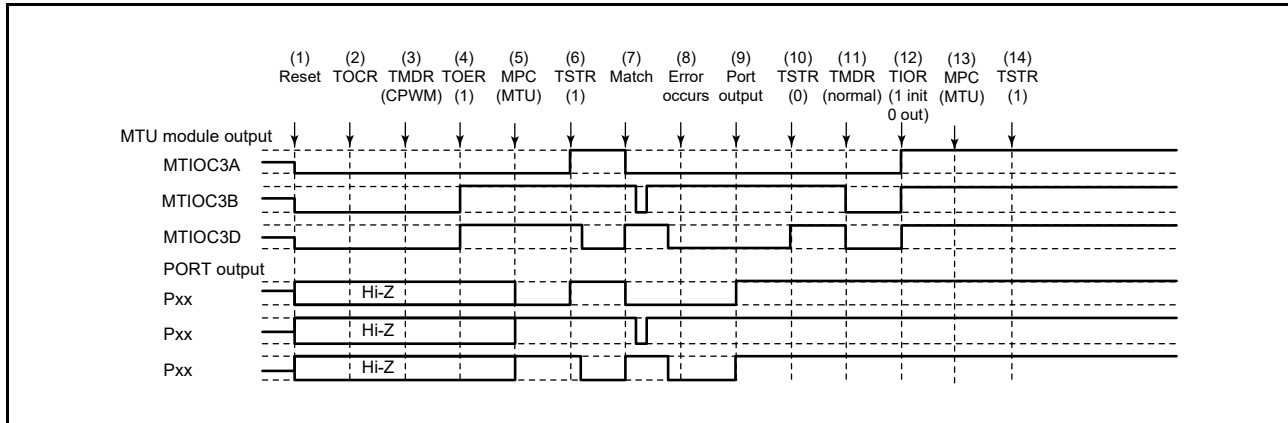 (1) (2) (3) (4) (5) (6) (7) (8) (9) (10) (11) (12) (13) (14)
Reset TOCR TMDR TOER MPC TSTR Match Error Port TSTR TMDR TIOR MPC TSTR
(CPWM) (1) (MTU) (1) occurs output (0) (normal) (1 init (MTU) (1)
0 out)
MTU module output
MTIOC3A
MTIOC3B
MTIOC3D
PORT output
Pxx Hi-Z
Pxx Hi-Z
Pxx Hi-Z